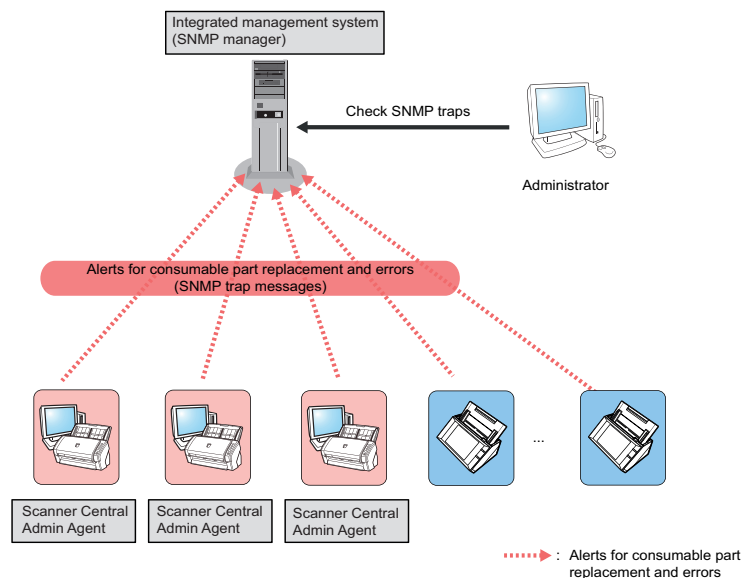 Integrated management system
(SNMP manager)
Check SNMP traps
Administrator
Alerts for consumable part replacement and errors
(SNMP trap messages)
...
Scanner Central
Admin Agent
Scanner Central
Admin Agent
Scanner Central
Admin Agent
: Alerts for consumable part
replacement and errors